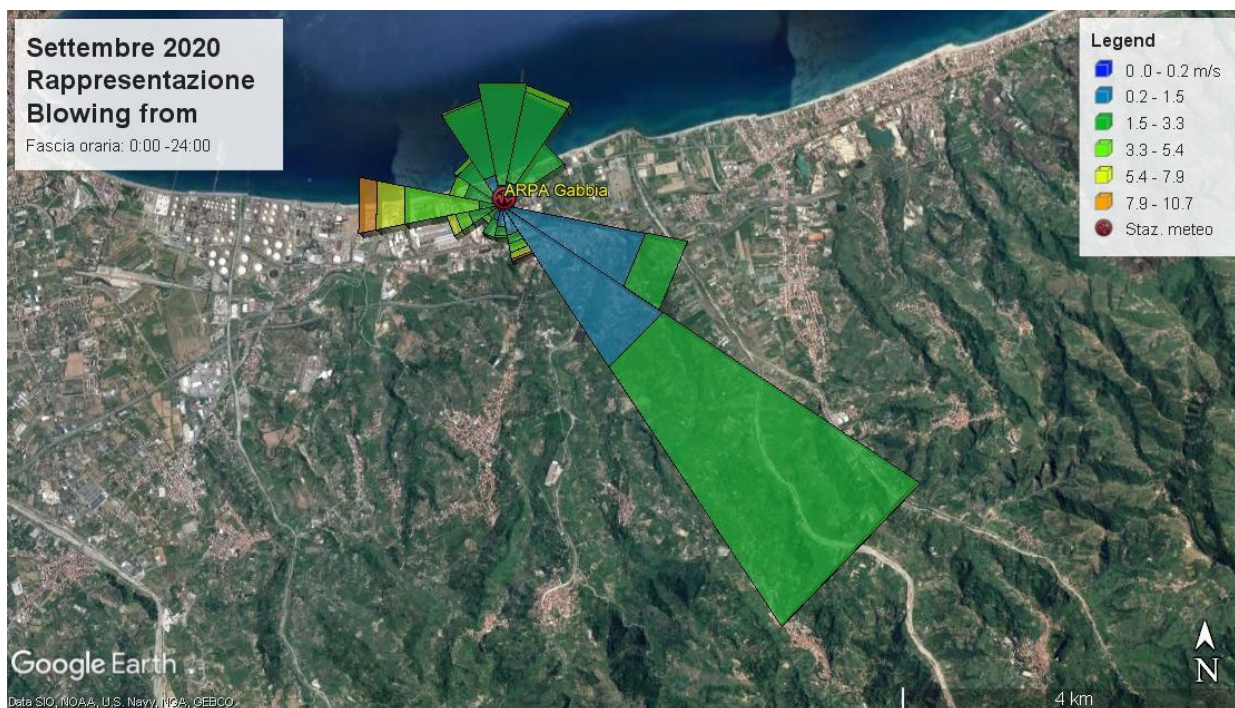 Settembre 2020
Rappresentazione
Blowing from
Fascia oraria: 0:00 -24:00
Legend
0 .0 - 0.2 m/s
0.2 - 1.5
1.5 - 3.3
3.3 - 5.4
5.4 - 7.9
7.9 - 10.7
Staz. meteo
ARPA Gabbia
N
Google Earth
Data SIO, NOAA, U.S. Navy, NGA, GEBCO
4 km